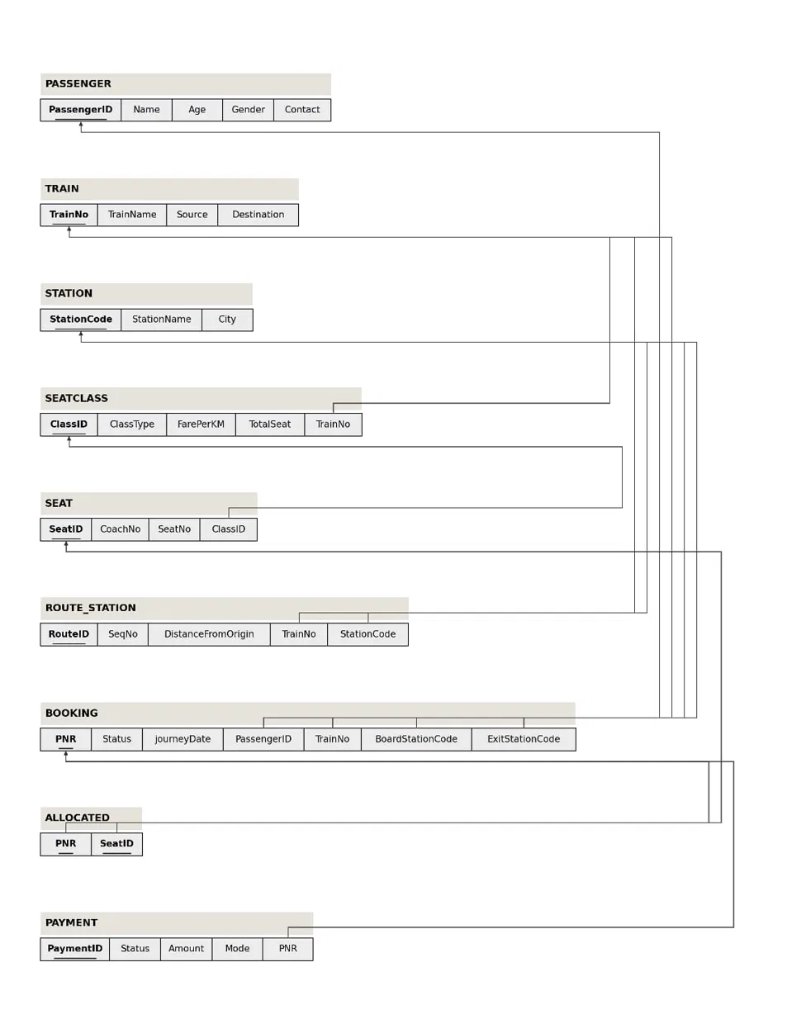 PASSENGER
PassengerID Name Age Gender Contact
TRAIN
TrainNo TrainName Source Destination
STATION
StationCode StationName City
SEATCLASS
ClassID ClassType FarePerKM TotalSeat TrainNo
SEAT
SeatID CoachNo SeatNo ClassID
ROUTE_STATION
RouteID SeqNo DistanceFromOrigin TrainNo StationCode
BOOKING
PNR Status journeyDate PassengerID TrainNo BoardStationCode ExitStationCode
ALLOCATED
PNR SeatID
PAYMENT
PaymentID Status Amount Mode PNR